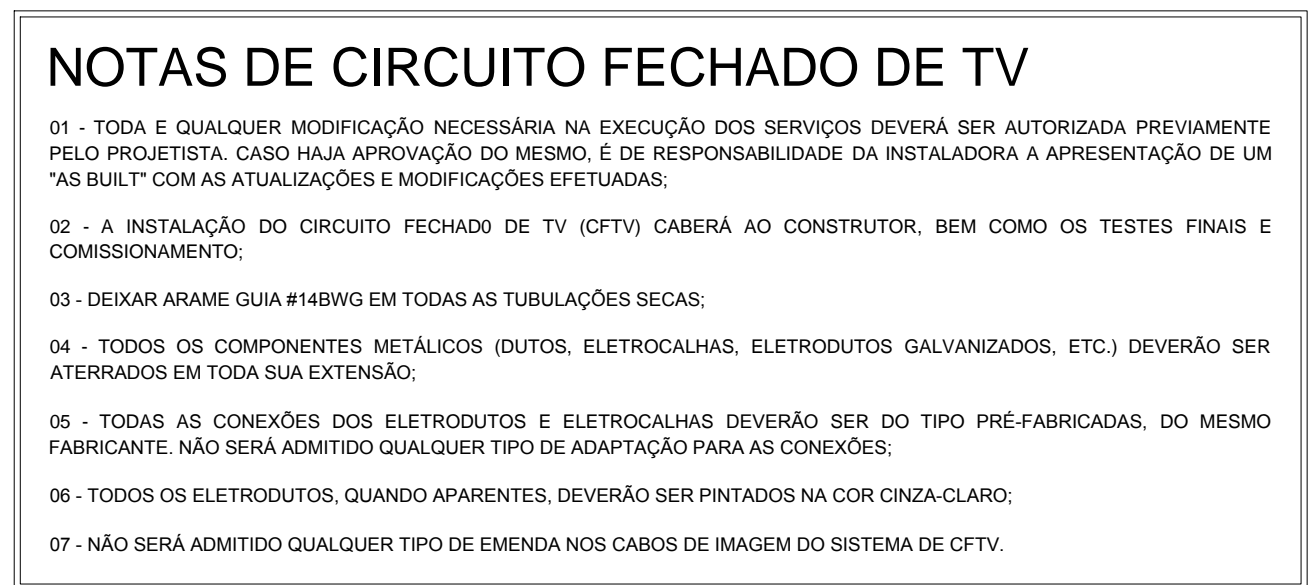 NOTAS DE CIRCUITO FECHADO DE TV
01 - TODA E QUALQUER MODIFICAÇÃO NECESSÁRIA NA EXECUÇÃO DOS SERVIÇOS DEVERÁ SER AUTORIZADA PREVIAMENTE
PELO PROJETISTA. CASO HAJA APROVAÇÃO DO MESMO, É DE RESPONSABILIDADE DA INSTALADORA A APRESENTAÇÃO DE UM
"AS BUILT" COM AS ATUALIZAÇÕES E MODIFICAÇÕES EFETUADAS;
02 - A INSTALAÇÃO DO CIRCUITO FECHAD0 DE TV (CFTV) CABERÁ AO CONSTRUTOR, BEM COMO OS TESTES FINAIS E
COMISSIONAMENTO;
03 - DEIXAR ARAME GUIA #14BWG EM TODAS AS TUBULAÇÕES SECAS;
04 - TODOS OS COMPONENTES METÁLICOS (DUTOS, ELETROCALHAS, ELETRODUTOS GALVANIZADOS, ETC.) DEVERÃO SER
ATERRADOS EM TODA SUA EXTENSÃO;
05 - TODAS AS CONEXÕES DOS ELETRODUTOS E ELETROCALHAS DEVERÃO SER DO TIPO PRÉ-FABRICADAS, DO MESMO
FABRICANTE. NÃO SERÁ ADMITIDO QUALQUER TIPO DE ADAPTAÇÃO PARA AS CONEXÕES;
06 - TODOS OS ELETRODUTOS, QUANDO APARENTES, DEVERÃO SER PINTADOS NA COR CINZA-CLARO;
07 - NÃO SERÁ ADMITIDO QUALQUER TIPO DE EMENDA NOS CABOS DE IMAGEM DO SISTEMA DE CFTV.